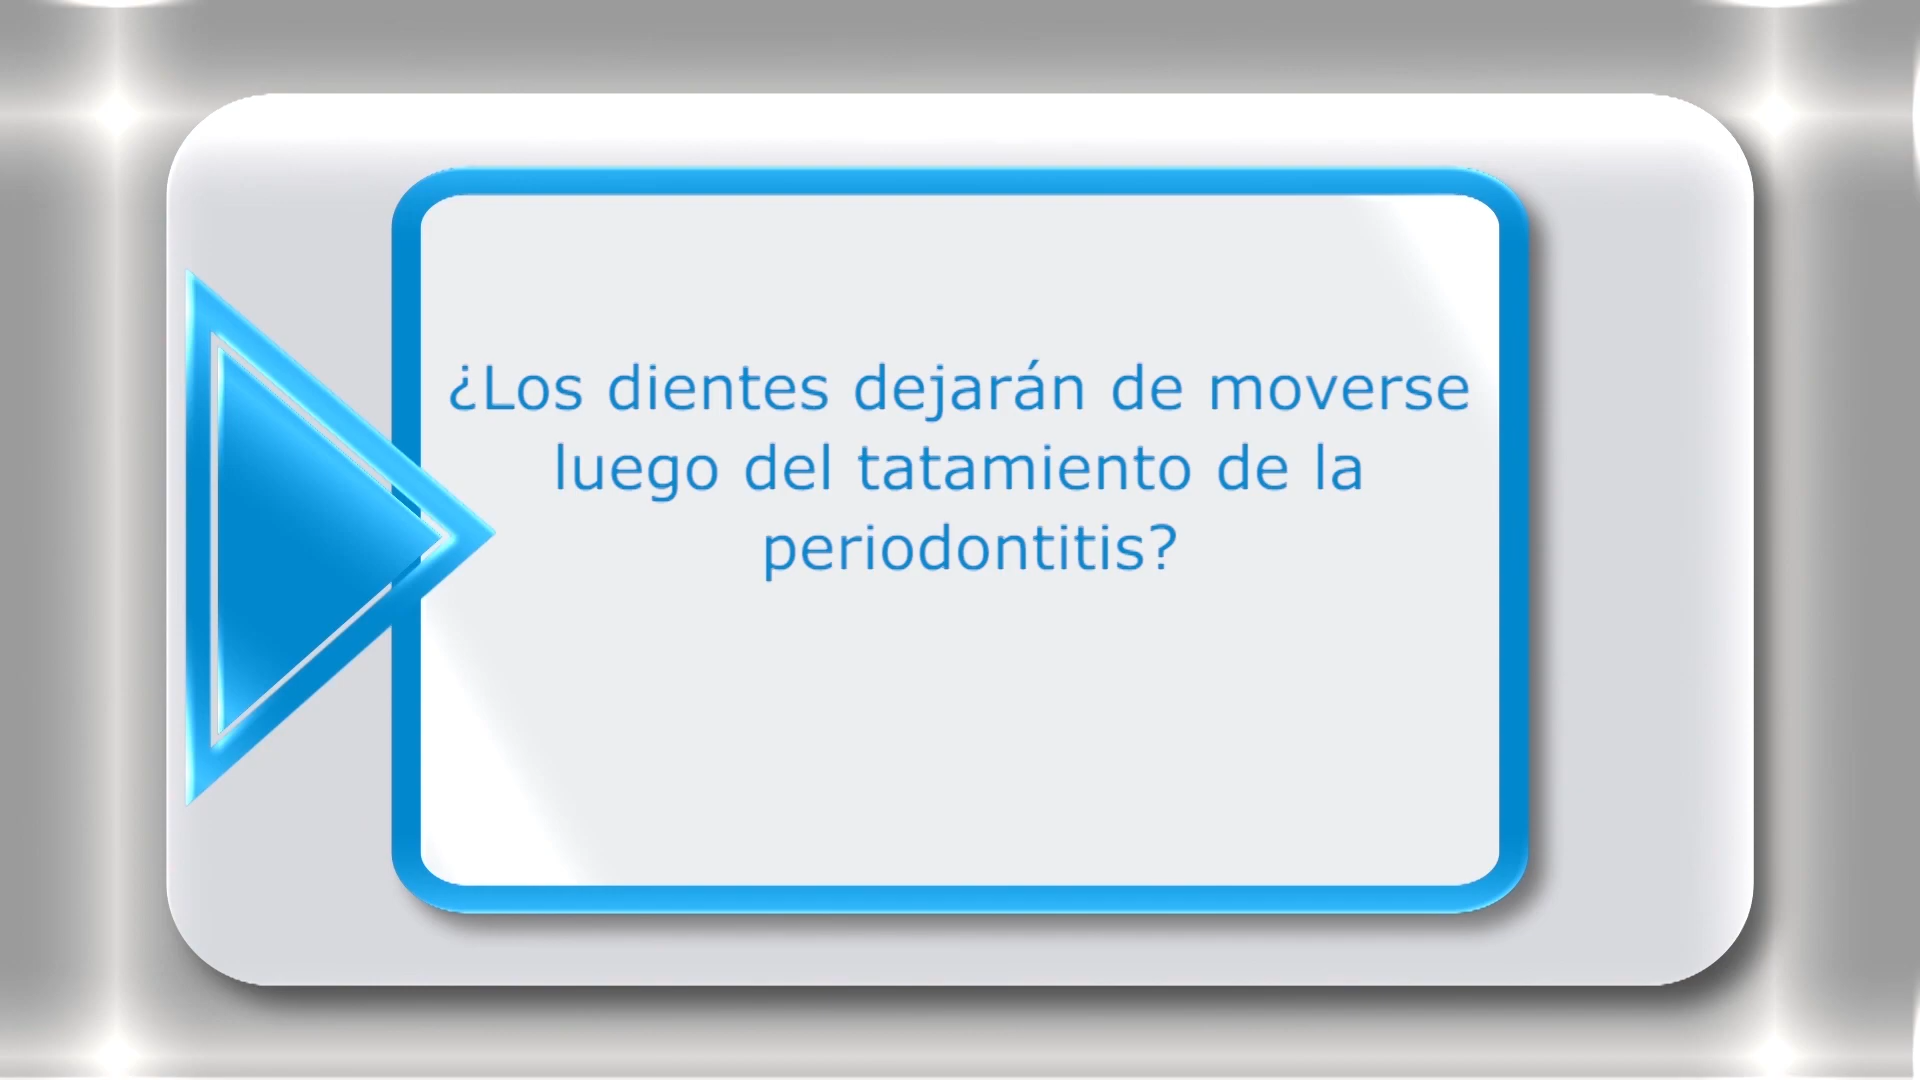 ¿Los dientes dejarán de moverse
luego del tatamiento de la
periodontitis?